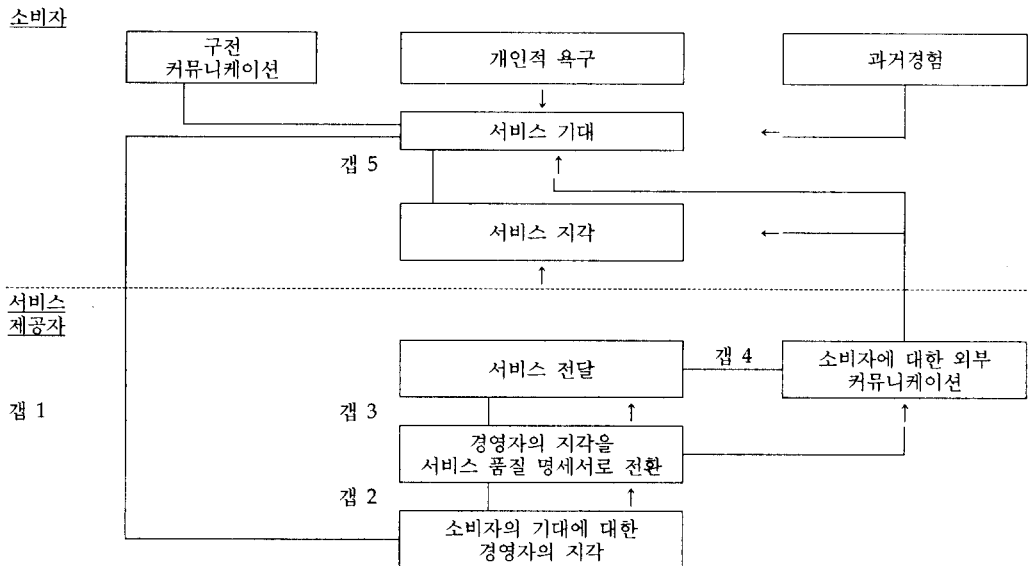 소비자
구전
커뮤니케이션
개인적 욕구
과거경험
↓
서비스 기대
←
갭 5
↑
서비스 지각
←
↑
서비스
제공자
서비스 전달
갭 4
소비자에 대한 외부
커뮤니케이션
갭 1
갭 3
↑
↑
경영자의 지각을
서비스 품질 명세서로 전환
갭 2
↑
소비자의 기대에 대한
경영자의 지각